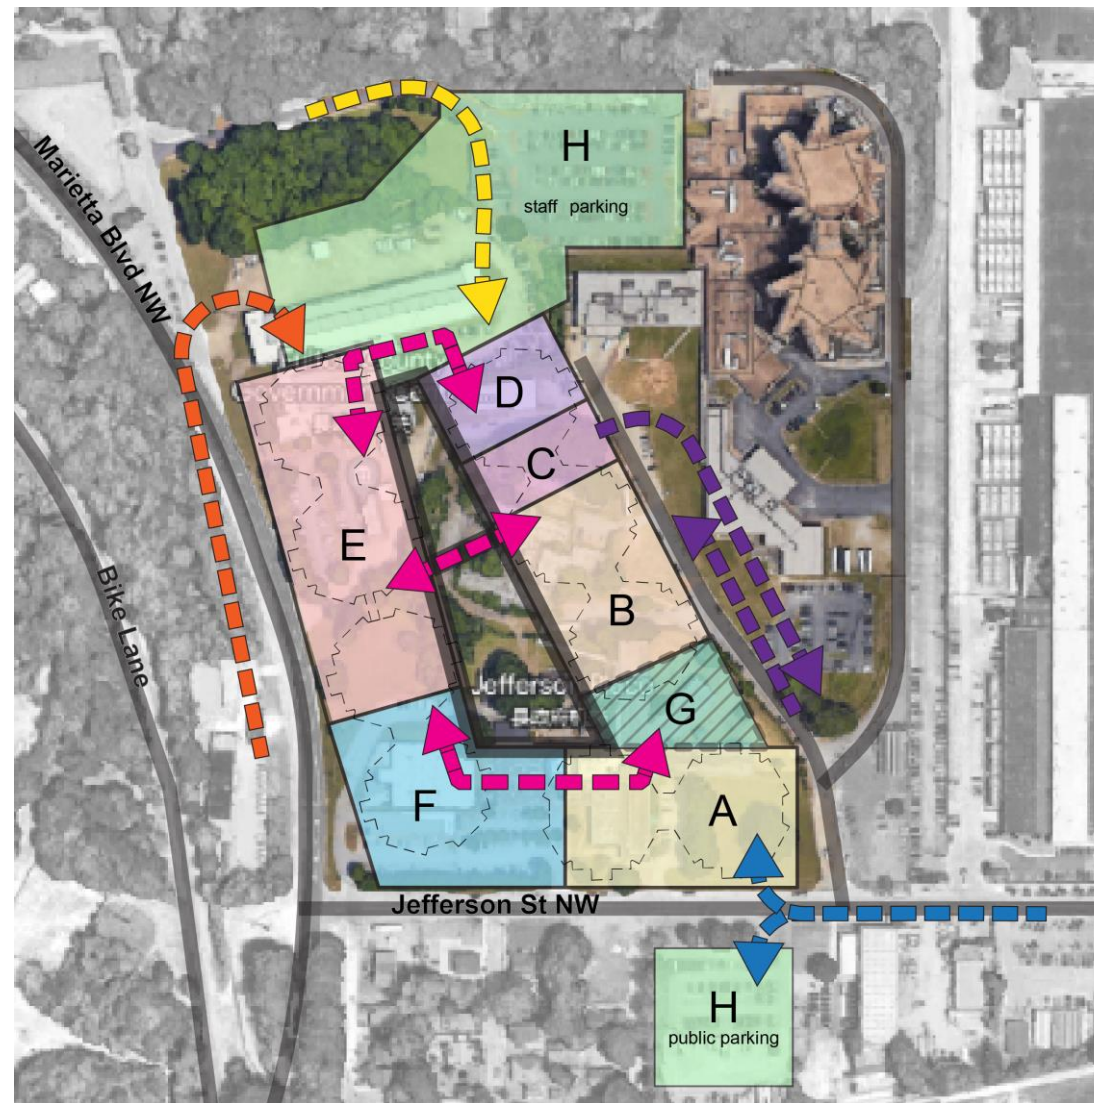 H
staff parking
Marietta Blvd NW
D
C
E
Bike Lane
B
G
F
A
Jefferson St NW
H
public parking